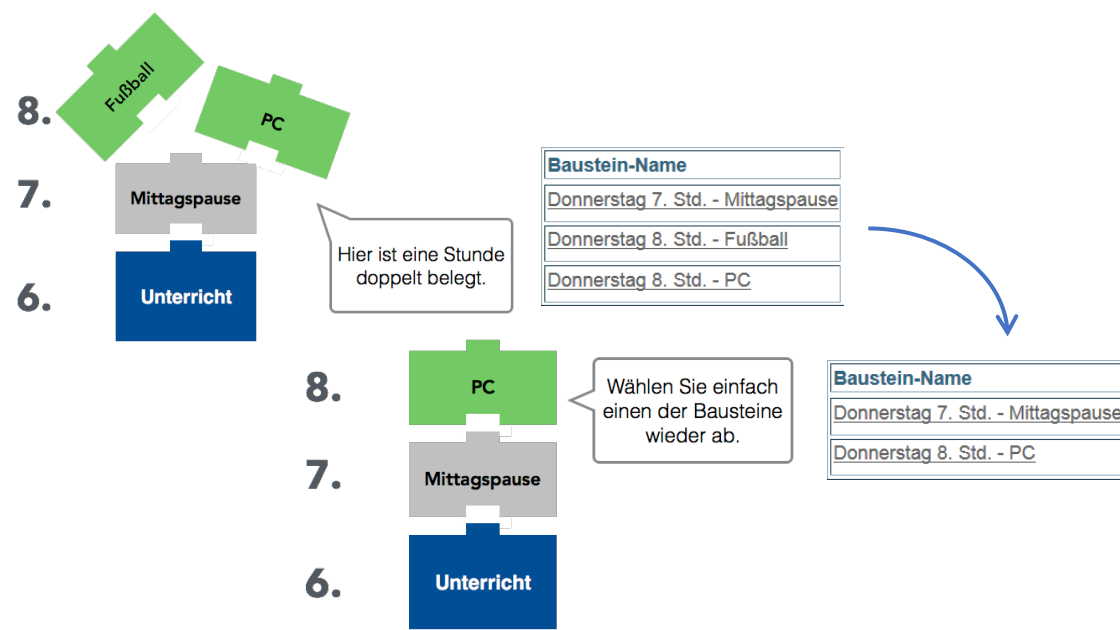 8.
Fußball
PC
7.
Mittagspause
6.
Unterricht
Hier ist eine Stunde
doppelt belegt.
Baustein-Name
Donnerstag 7. Std. - Mittagspause
Donnerstag 8. Std. - Fußball
Donnerstag 8. Std. - PC
8.
PC
7.
Mittagspause
6.
Unterricht
Wählen Sie einfach
einen der Bausteine
wieder ab.
Baustein-Name
Donnerstag 7. Std. - Mittagspause
Donnerstag 8. Std. - PC